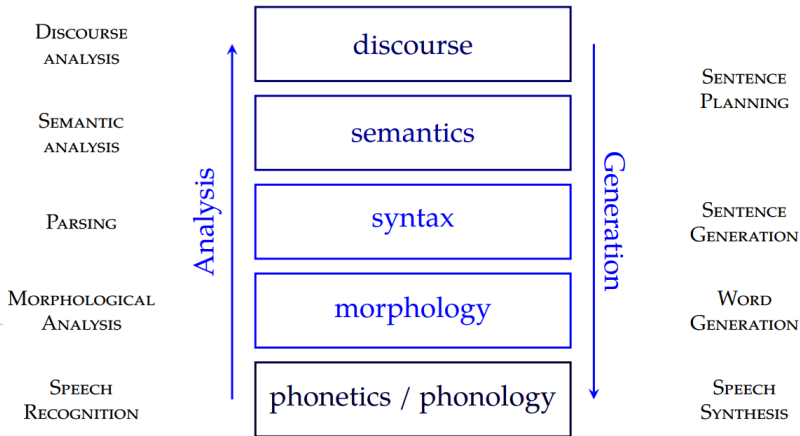 DISCOURSE
ANALYSIS
discourse
SENTENCE
PLANNING
SEMANTIC
ANALYSIS
semantics
Analysis
Generation
PARSING
syntax
SENTENCE
GENERATION
MORPHOLOGICAL
ANALYSIS
morphology
WORD
GENERATION
SPEECH
RECOGNITION
phonetics / phonology
SPEECH
SYNTHESIS